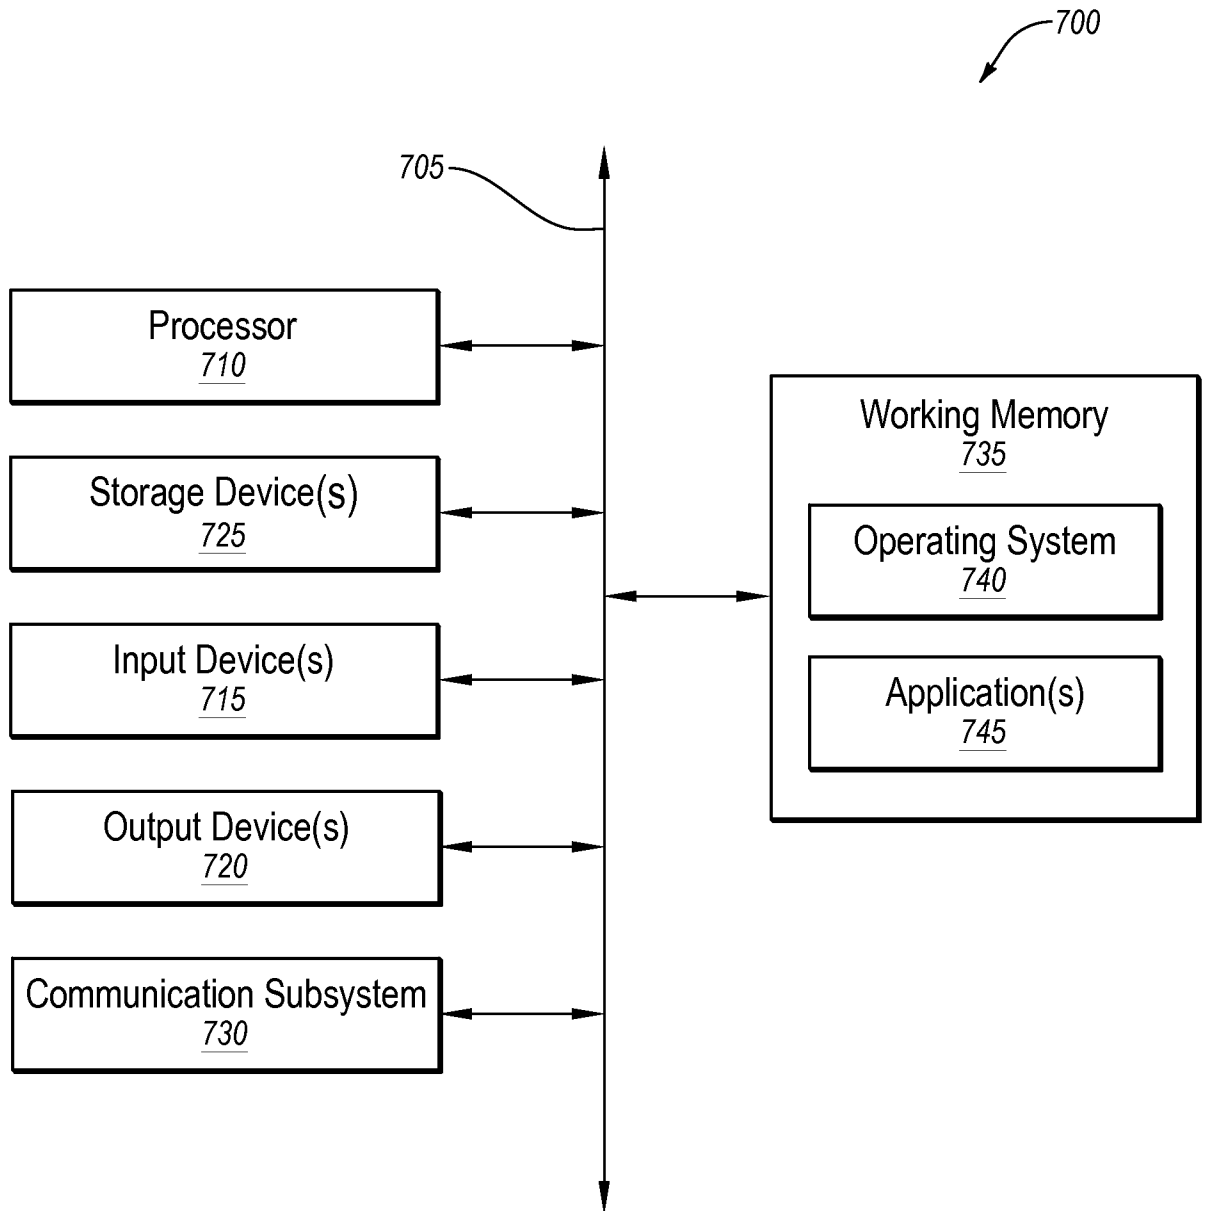 700
705
Processor
710
Storage Device(s)
725
Input Device(s)
715
Output Device(s)
720
Communication Subsystem
730
Working Memory
735
Operating System
740
Application(s)
745